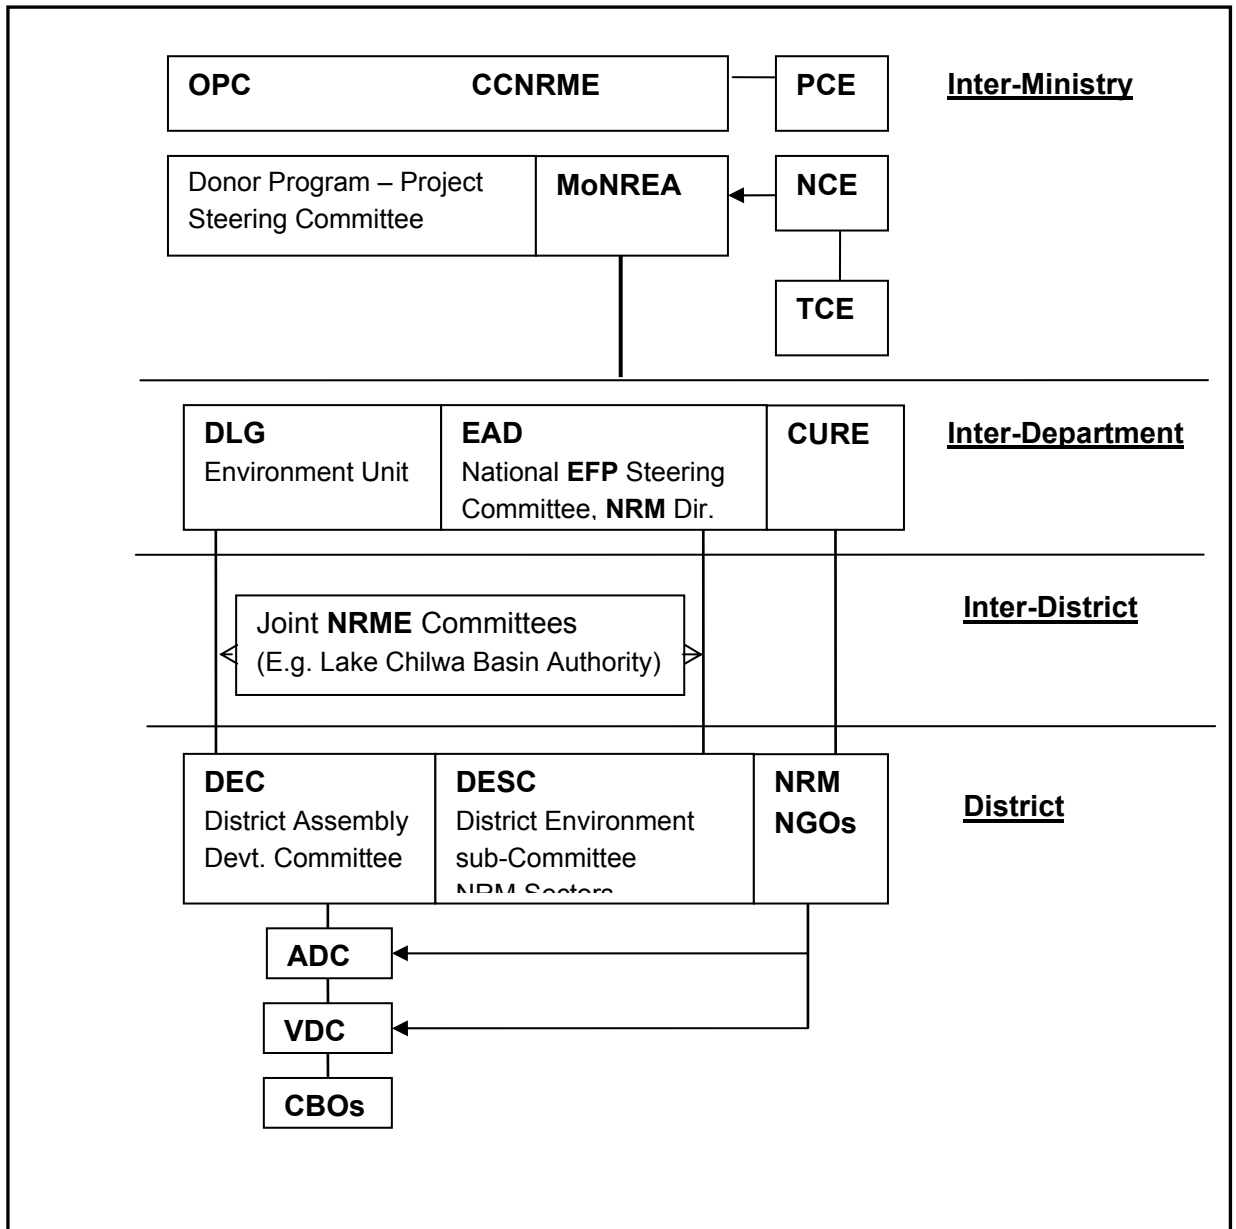 OPC CCNRME
PCE
Inter-Ministry
Donor Program – Project
Steering Committee
MoNREA
NCE
TCE
DLG
Environment Unit
EAD
National EFP Steering
Committee, NRM Dir.
CURE
Inter-Department
Joint NRME Committees
(E.g. Lake Chilwa Basin Authority)
Inter-District
DEC
District Assembly
Devt. Committee
DESC
District Environment
sub-Committee
NRM Sectors
NRM
NGOs
District
ADC
VDC
CBOs